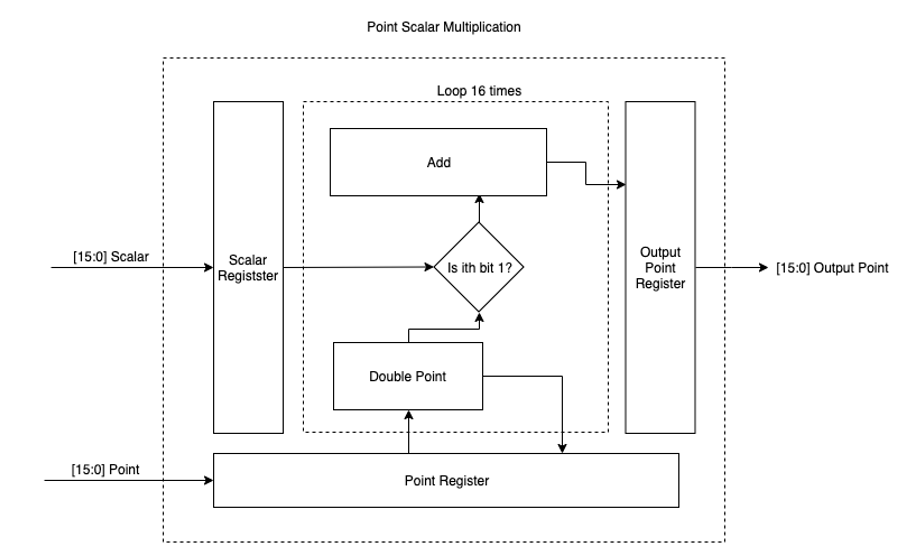 Point Scalar Multiplication
Loop 16 times
Add
[15:0] Scalar
Scalar
Registster
Is ith bit 1?
Output
Point
Register
[15:0] Output Point
Double Point
[15:0] Point
Point Register